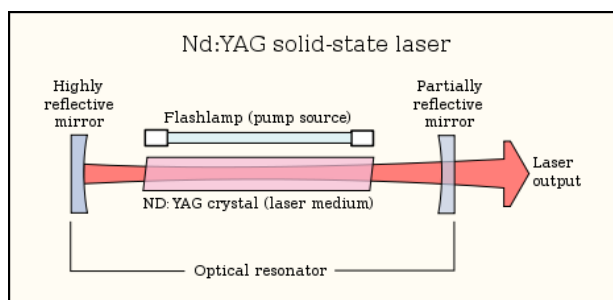 Nd:YAG solid-state laser
Highly
reflective
mirror
Flashlamp (pump source)
Partially
reflective
mirror
Laser
output
ND:YAG crystal (laser medium)
Optical resonator